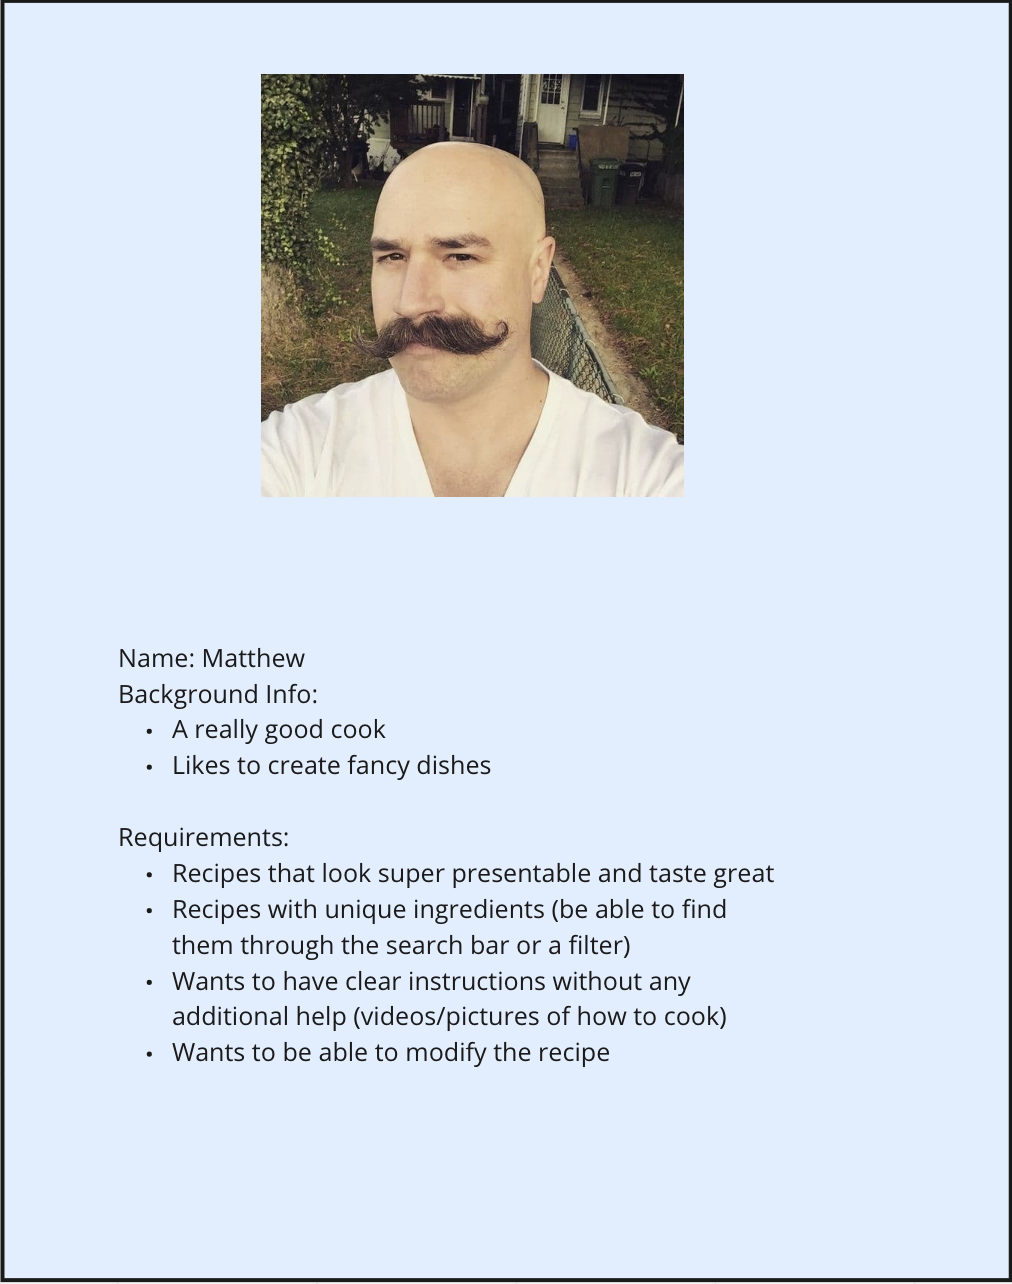 Name: Matthew
Background Info:
• A really good cook
• Likes to create fancy dishes
Requirements:
• Recipes that look super presentable and taste great
• Recipes with unique ingredients (be able to find
them through the search bar or a filter)
• Wants to have clear instructions without any
additional help (videos/pictures of how to cook)
• Wants to be able to modify the recipe